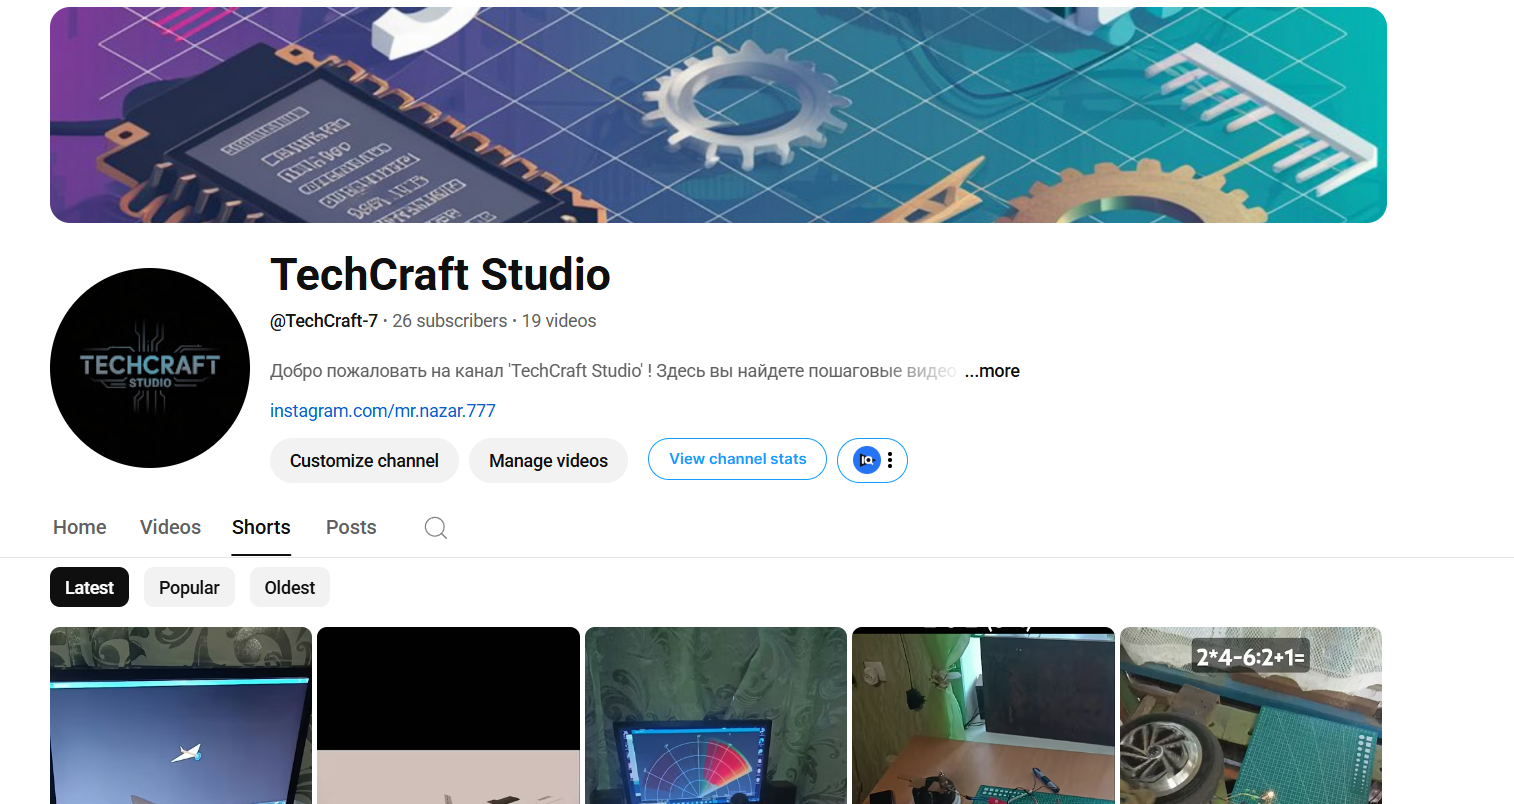 TechCraft Studio
@TechCraft-7 · 26 subscribers · 19 videos
TECHCRAFT
STUDIO
Добро пожаловать на канал 'TechCraft Studio' ! Здесь вы найдете пошаговые видео ...more
instagram.com/mr.nazar.777
Customize channel Manage videos View channel stats
Home Videos Shorts Posts
Latest Popular Oldest
2*4-6:2+1=